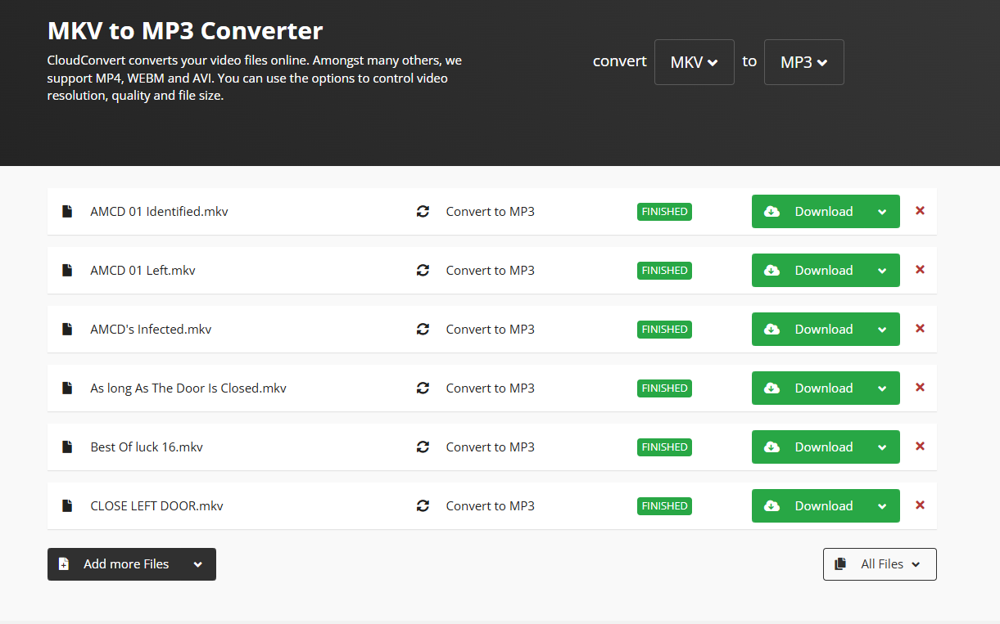 MKV to MP3 Converter
CloudConvert converts your video files online. Amongst many others, we
support MP4, WEBM and AVI. You can use the options to control video
resolution, quality and file size.
convert MKV to MP3
AMCD 01 Identified.mkv Convert to MP3 FINISHED Download
AMCD 01 Left.mkv Convert to MP3 FINISHED Download
AMCD's Infected.mkv Convert to MP3 FINISHED Download
As long As The Door Is Closed.mkv Convert to MP3 FINISHED Download
Best Of luck 16.mkv Convert to MP3 FINISHED Download
CLOSE LEFT DOOR.mkv Convert to MP3 FINISHED Download
Add more Files All Files